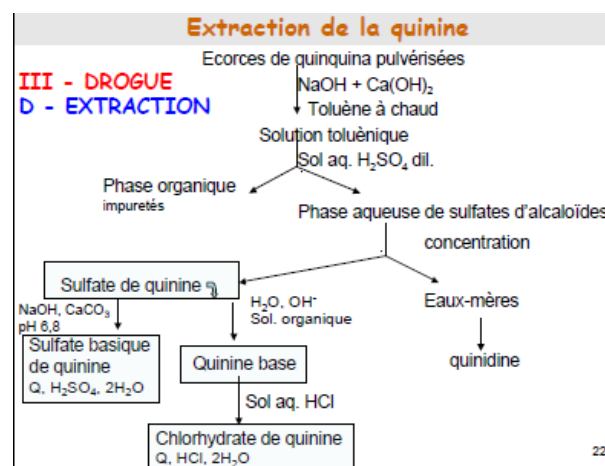 Extraction de la quinine
Ecorces de quinquina pulvérisées
III - DROGUE
D - EXTRACTION
NaOH + Ca(OH)₂
Toluène à chaud
Solution toluènique
Sol aq. H₂SO₄ dil.
Phase organique
impuretés
Phase aqueuse de sulfates d'alcaloïdes
concentration
Sulfate de quinine
Eaux-mères
NaOH, CaCO₃
pH 6,8
H₂O, OH⁻
Sol. organique
Sulfate basique
de quinine
Q, H₂SO₄, 2H₂O
Quinine base
quinidine
Sol aq. HCl
Chlorhydrate de quinine
Q, HCl, 2H₂O
22